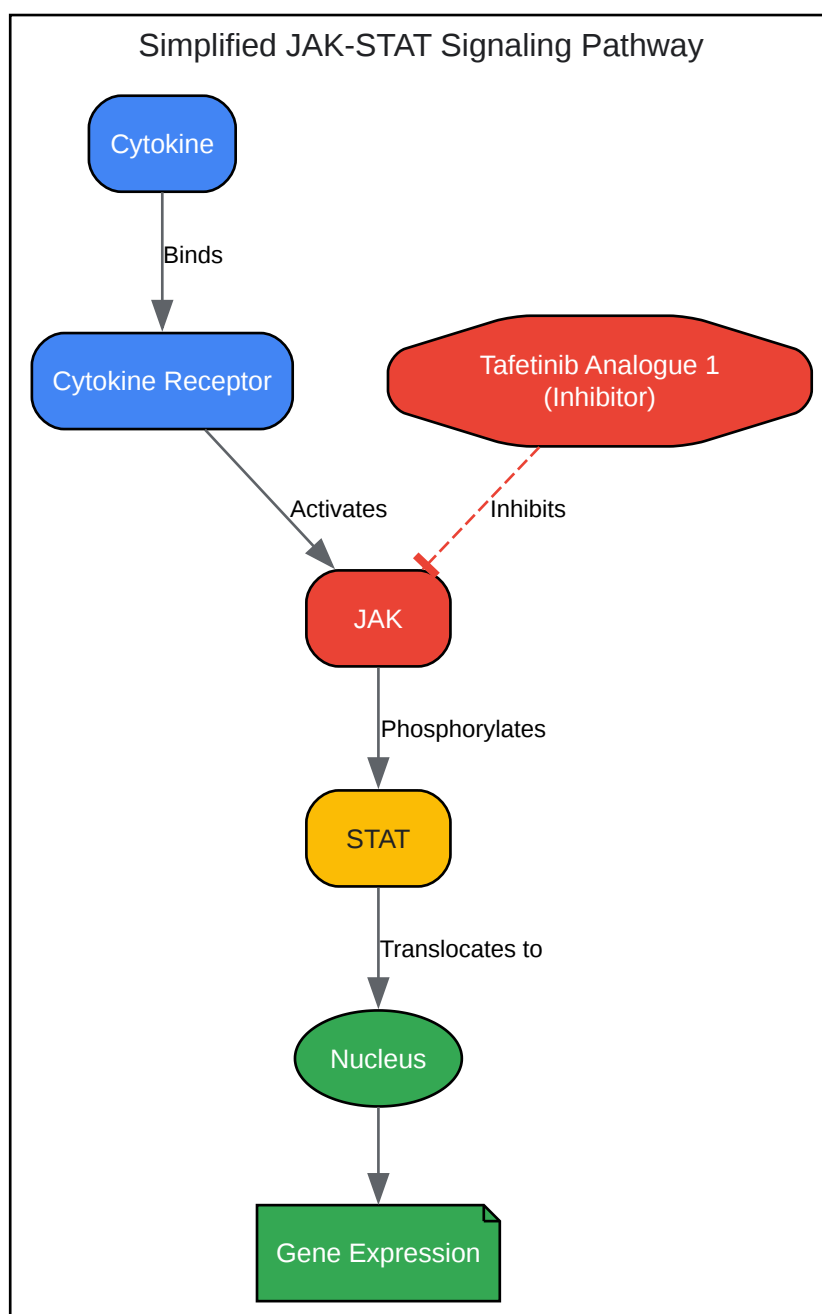 Simplified JAK-STAT Signaling Pathway
Cytokine
Binds
Cytokine Receptor
Tafetinib Analogue 1
(Inhibitor)
Activates
Inhibits
JAK
Phosphorylates
STAT
Translocates to
Nucleus
Gene Expression